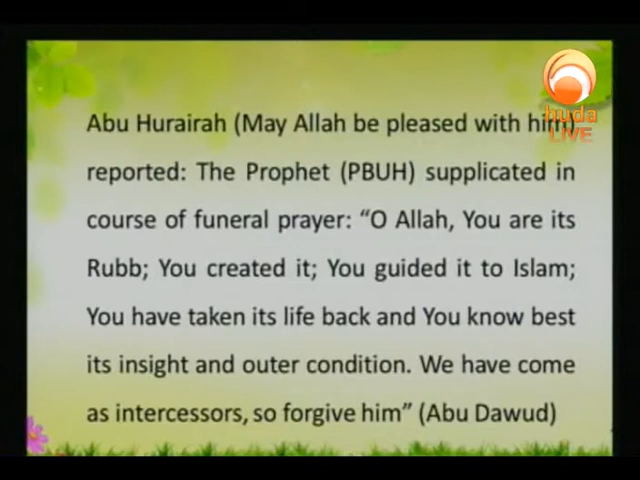 huda
LIVE
Abu Hurairah (May Allah be pleased with him)
reported: The Prophet (PBUH) supplicated in
course of funeral prayer: “O Allah, You are its
Rubb; You created it; You guided it to Islam;
You have taken its life back and You know best
its insight and outer condition. We have come
as intercessors, so forgive him” (Abu Dawud)